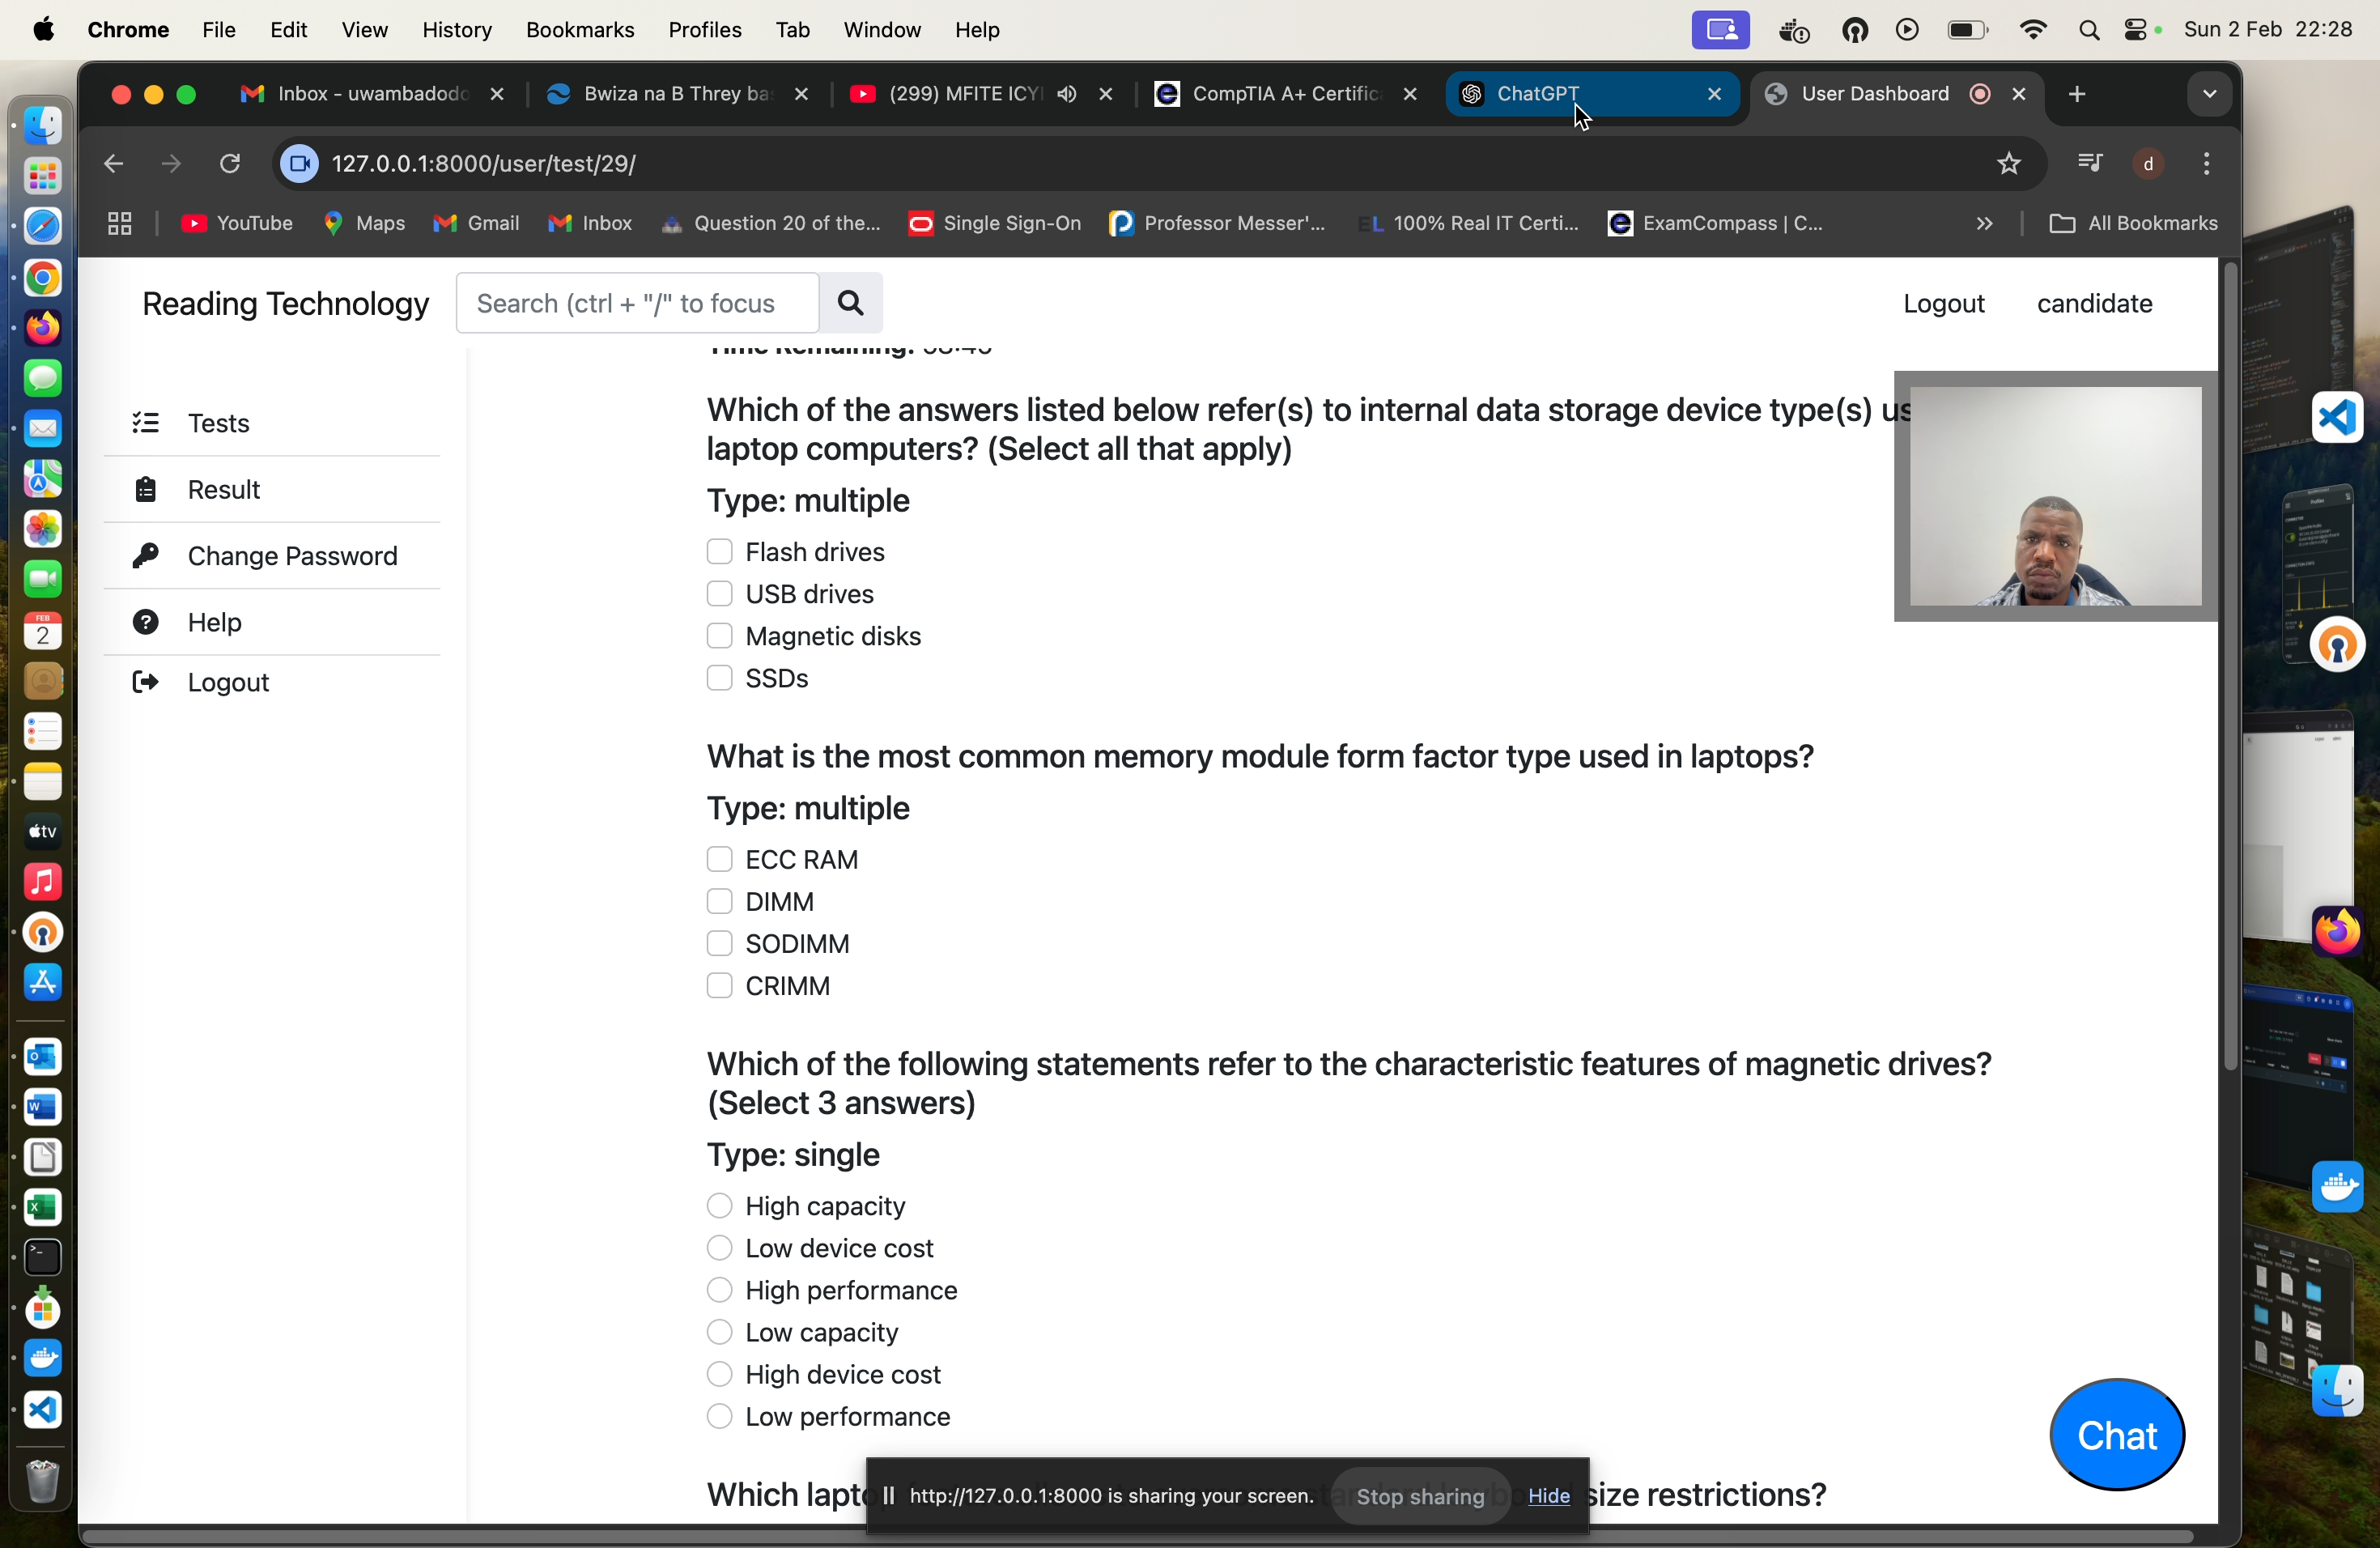 Chrome File Edit View History Bookmarks Profiles Tab Window Help Sun 2 Feb 22:28
Inbox - uwambadodo Bwiza na B Threy ba (299) MFITE ICYI CompTIA A+ Certific ChatGPT User Dashboard
127.0.0.1:8000/user/test/29/ d
YouTube Maps Gmail Inbox Question 20 of the... Single Sign-On Professor Messer'... EL 100% Real IT Certi... ExamCompass | C... All Bookmarks
Reading Technology Search (ctrl + "/" to focus Logout candidate
Time Remaining:
Tests
Result
Change Password
Help
Logout
Which of the answers listed below refer(s) to internal data storage device type(s) us
laptop computers? (Select all that apply)
Type: multiple
Flash drives
USB drives
Magnetic disks
SSDs
What is the most common memory module form factor type used in laptops?
Type: multiple
ECC RAM
DIMM
SODIMM
CRIMM
Which of the following statements refer to the characteristic features of magnetic drives?
(Select 3 answers)
Type: single
High capacity
Low device cost
High performance
Low capacity
High device cost
Low performance
Which lapto size restrictions?
http://127.0.0.1:8000 is sharing your screen. Stop sharing Hide
Chat
FEB
2
tv